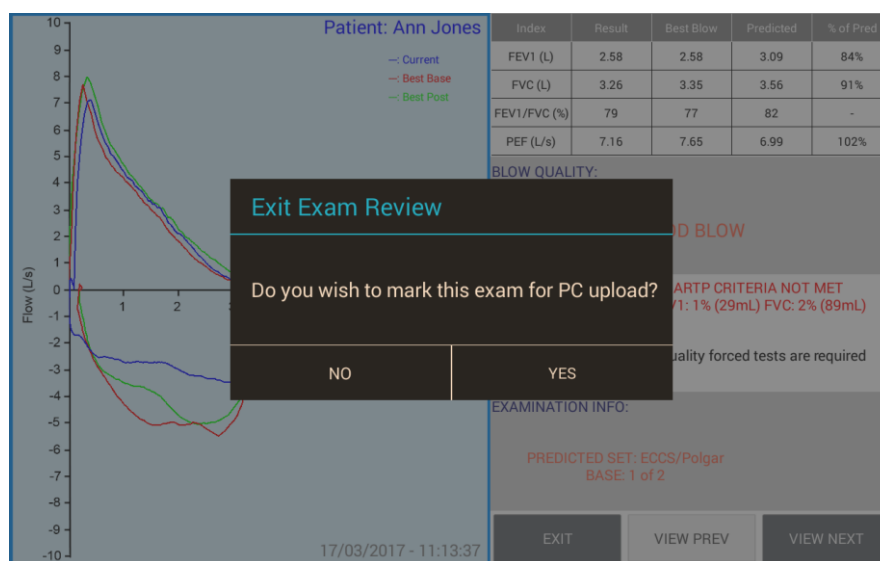 Patient: Ann Jones
—: Current
—: Best Base
—: Best Post
10
9
8
7
6
5
4
3
2
1
0
-1
-2
-3
-4
-5
-6
-7
-8
-9
-10
Flow (L/s)
1 2
17/03/2017 - 11:13:37
Index Result Best Blow Predicted % of Pred
FEV1 (L) 2.58 2.58 3.09 84%
FVC (L) 3.26 3.35 3.56 91%
FEV1/FVC (%) 79 77 82 -
PEF (L/s) 7.16 7.65 6.99 102%
BLOW QUALITY:
BLOW
ARTP CRITERIA NOT MET
1% (29mL) FVC: 2% (89mL)
forced tests are required
Exit Exam Review
Do you wish to mark this exam for PC upload?
NO YES
EXAMINATION INFO:
PREDICTED SET: ECCS/Polgar
BASE: 1 of 2
EXIT VIEW PREV VIEW NEXT